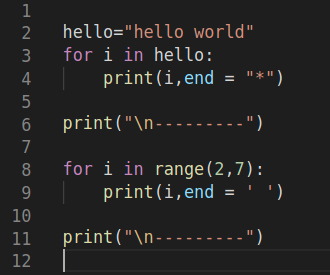 1
2 hello="hello world"
3 for i in hello:
4     print(i,end = "*")
5
6 print("\n---------")
7
8 for i in range(2,7):
9     print(i,end = ' ')
10
11 print("\n---------")
12